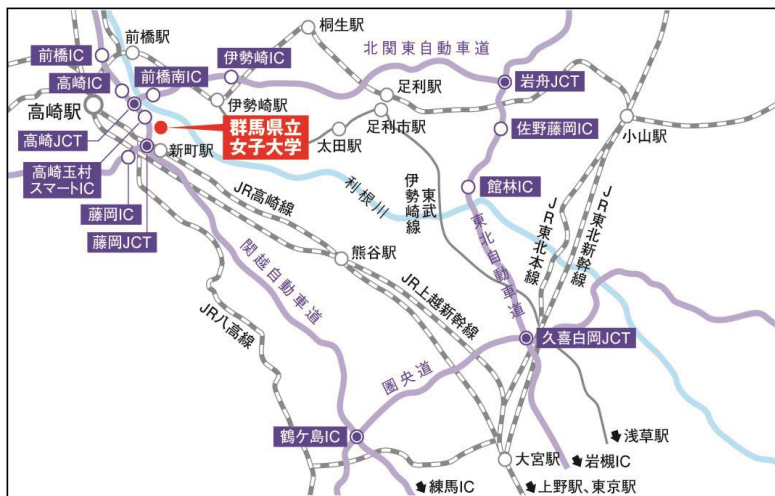 桐生駅
前橋駅
北関東自動車道
前橋IC
伊勢崎IC
高崎IC
前橋南IC
足利駅
岩舟JCT
高崎駅
伊勢崎駅
足利市駅
小山駅
高崎JCT
群馬県立
女子大学
太田駅
佐野藤岡IC
新町駅
高崎玉村
スマートIC
JR高崎線
利根川
東武
伊勢崎線
館林IC
藤岡IC
藤岡JCT
東北自動車道
JR東北本線
JR東北新幹線
関越自動車道
熊谷駅
JR上越新幹線
JR八高線
久喜白岡JCT
圏央道
鶴ケ島IC
浅草駅
大宮駅
岩槻IC
練馬IC
上野駅、東京駅